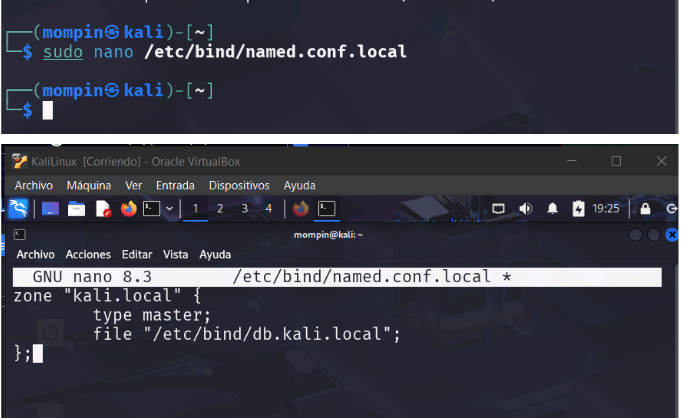 ┌──(mompin㉿kali)-[~]
└─$ sudo nano /etc/bind/named.conf.local
┌──(mompin㉿kali)-[~]
└─$
KaliLinux [Corriendo] - Oracle VirtualBox
Archivo Máquina Ver Entrada Dispositivos Ayuda
1 2 3 4 19:25
mompin@kali: ~
Archivo Acciones Editar Vista Ayuda
GNU nano 8.3 /etc/bind/named.conf.local *
zone "kali.local" {
type master;
file "/etc/bind/db.kali.local";
};